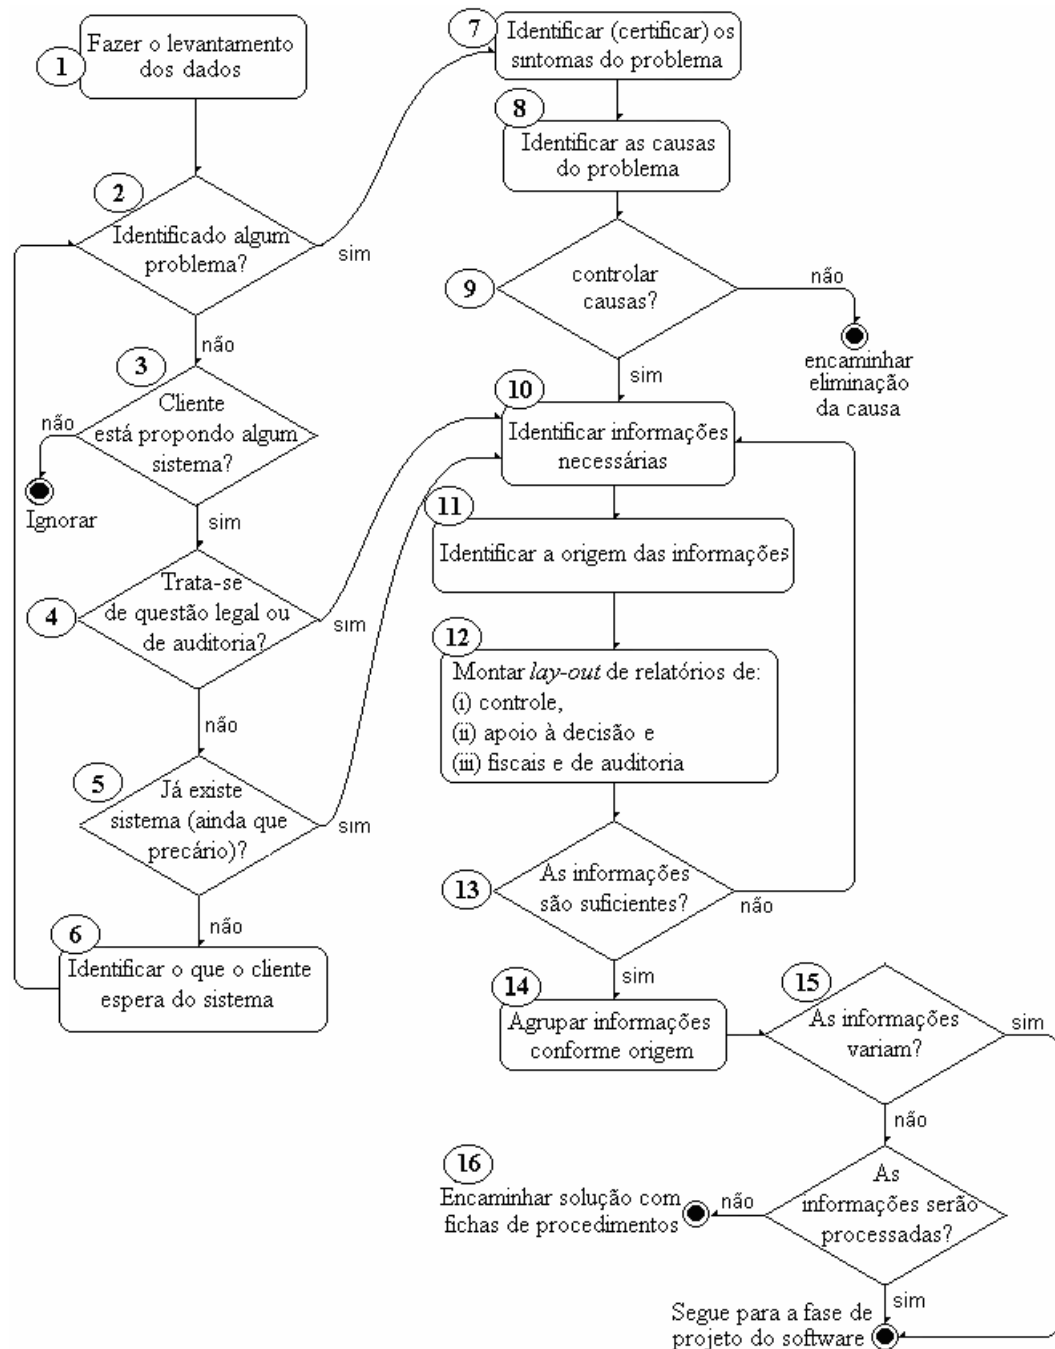 1
Fazer o levantamento
dos dados
2
Identificado algum
problema?
sim
não
3
Cliente
está propondo algum
sistema?
não
Ignorar
sim
4
Trata-se
de questão legal ou
de auditoria?
sim
não
5
Já existe
sistema (ainda que
precário)?
sim
não
6
Identificar o que o cliente
espera do sistema
7
Identificar (certificar) os
sintomas do problema
8
Identificar as causas
do problema
9
controlar
causas?
não
encaminhar
eliminação
da causa
sim
10
Identificar informações
necessárias
11
Identificar a origem das informações
12
Montar lay-out de relatórios de:
(i) controle,
(ii) apoio à decisão e
(iii) fiscais e de auditoria
13
As informações
são suficientes?
não
sim
14
Agrupar informações
conforme origem
15
As informações
variam?
sim
não
As
informações serão
processadas?
não
16
Encaminhar solução com
fichas de procedimentos
sim
Segue para a fase de
projeto do software